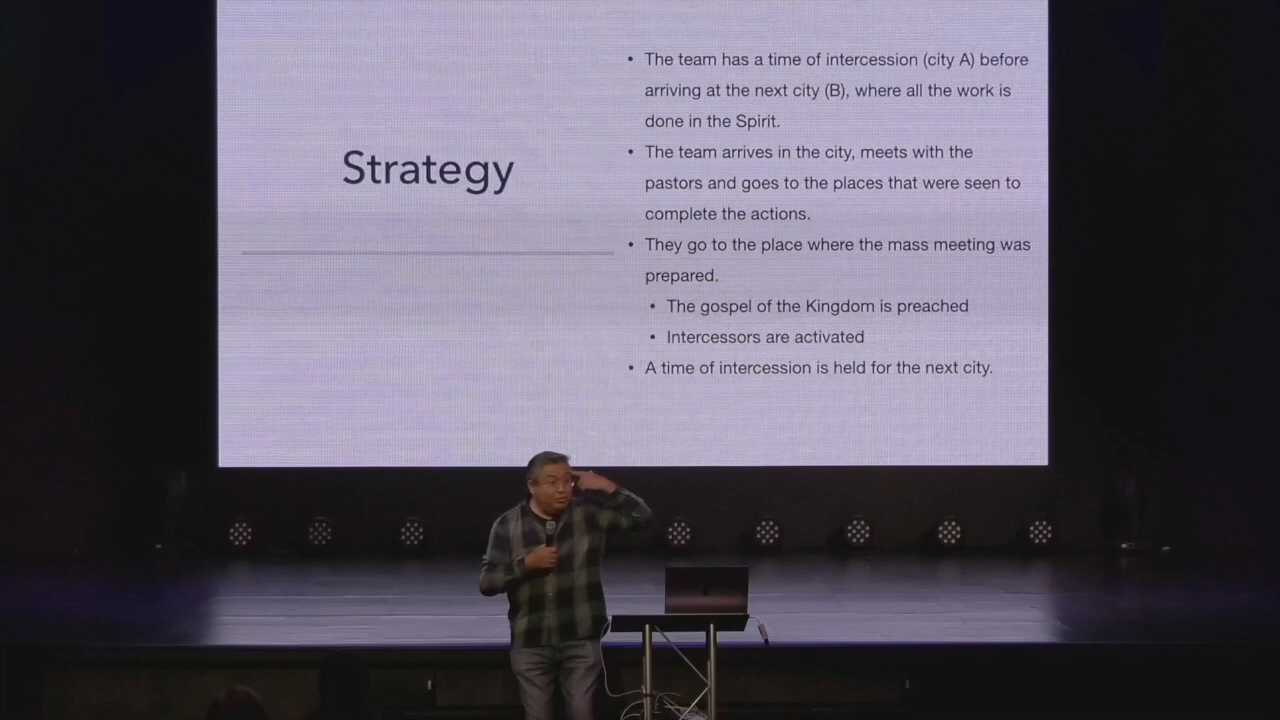 Strategy
• The team has a time of intercession (city A) before
arriving at the next city (B), where all the work is
done in the Spirit.
• The team arrives in the city, meets with the
pastors and goes to the places that were seen to
complete the actions.
• They go to the place where the mass meeting was
prepared.
• The gospel of the Kingdom is preached
• Intercessors are activated
• A time of intercession is held for the next city.